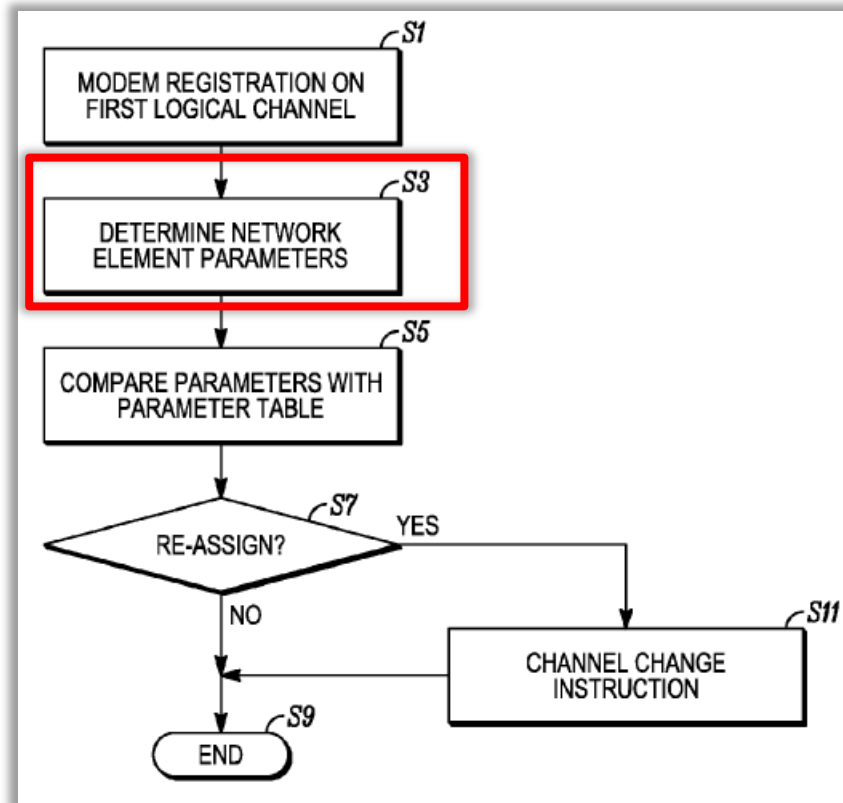 S1
MODEM REGISTRATION ON
FIRST LOGICAL CHANNEL
S3
DETERMINE NETWORK
ELEMENT PARAMETERS
S5
COMPARE PARAMETERS WITH
PARAMETER TABLE
S7
RE-ASSIGN?
YES
NO
S11
CHANNEL CHANGE
INSTRUCTION
S9
END